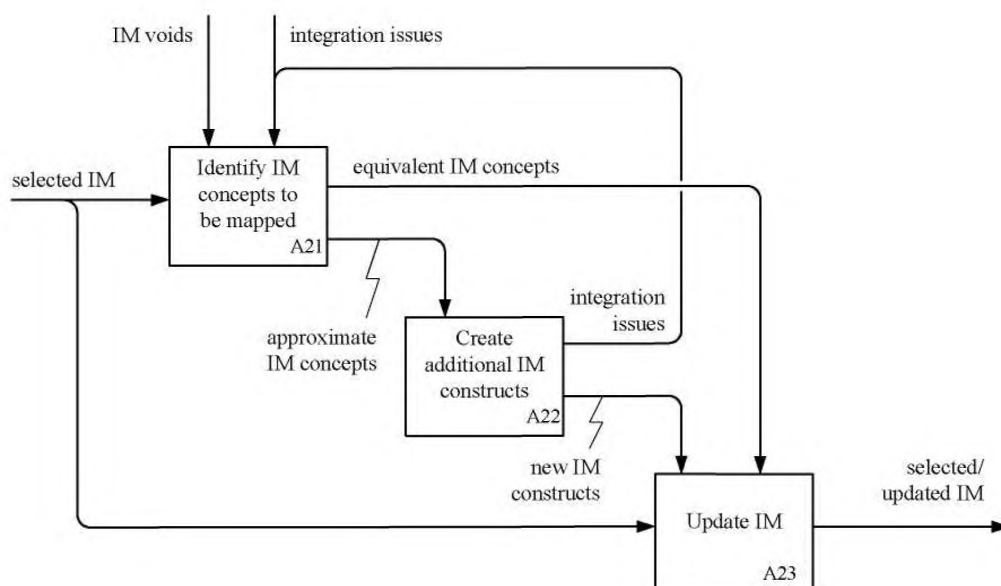 IM voids
integration issues
selected IM
Identify IM
concepts to
be mapped
A21
equivalent IM concepts
approximate
IM concepts
integration
issues
Create
additional IM
constructs
A22
new IM
constructs
Update IM
A23
selected/
updated IM